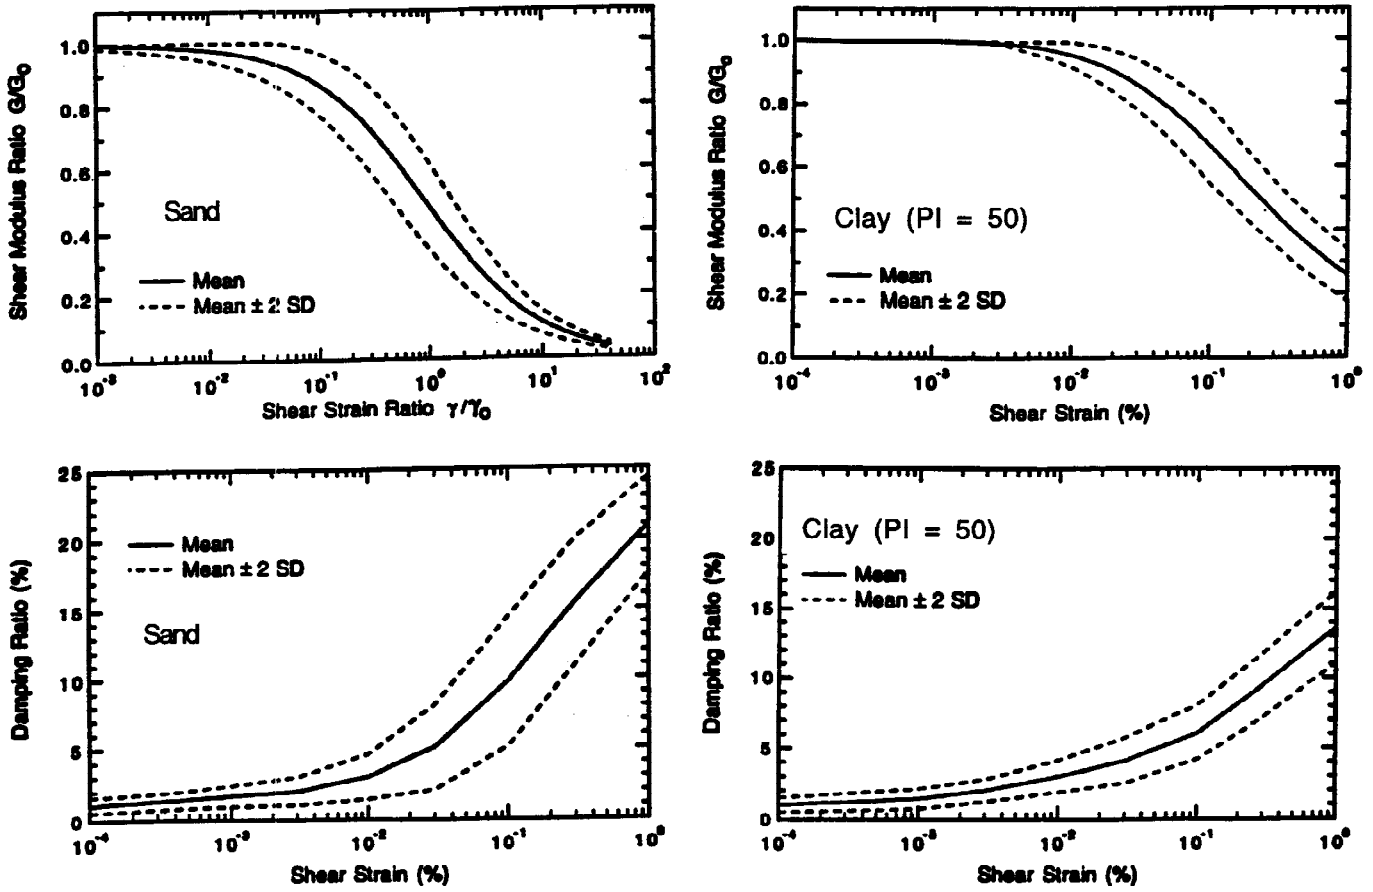 Shear Modulus Ratio G/G₀
1.0
0.8
0.6
0.4
0.2
0.0
Sand
Mean
Mean ± 2 SD
10⁻³ 10⁻² 10⁻¹ 10⁰ 10¹ 10²
Shear Strain Ratio γ/γ₀
Shear Modulus Ratio G/G₀
1.0
0.8
0.6
0.4
0.2
0.0
Clay (PI = 50)
Mean
Mean ± 2 SD
10⁻⁴ 10⁻³ 10⁻² 10⁻¹ 10⁰
Shear Strain (%)
Damping Ratio (%)
25
20
15
10
5
0
Mean
Mean ± 2 SD
Sand
10⁻⁴ 10⁻³ 10⁻² 10⁻¹ 10⁰
Shear Strain (%)
Damping Ratio (%)
25
20
15
10
5
0
Clay (PI = 50)
Mean
Mean ± 2 SD
10⁻⁴ 10⁻³ 10⁻² 10⁻¹ 10⁰
Shear Strain (%)